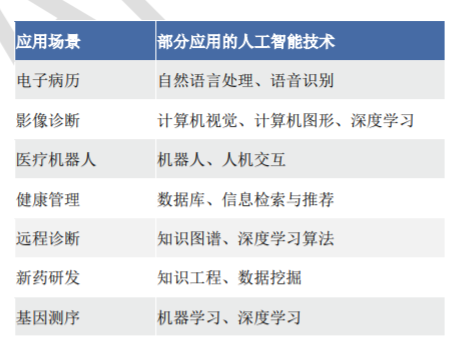 应用场景 部分应用的人工智能技术
电子病历 自然语言处理、语音识别
影像诊断 计算机视觉、计算机图形、深度学习
医疗机器人 机器人、人机交互
健康管理 数据库、信息检索与推荐
远程诊断 知识图谱、深度学习算法
新药研发 知识工程、数据挖掘
基因测序 机器学习、深度学习